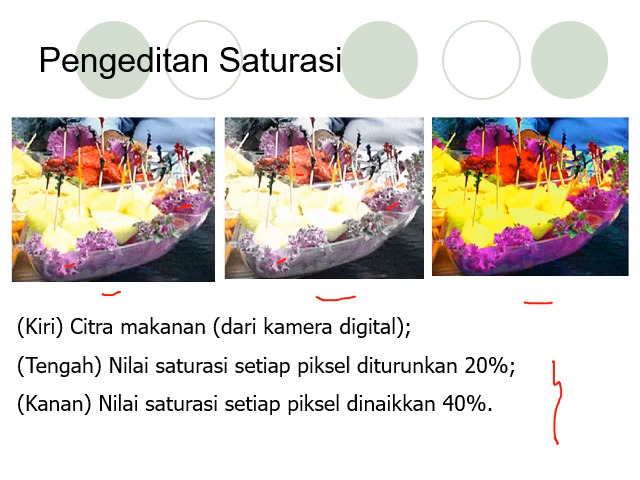 Pengeditan Saturasi
(Kiri) Citra makanan (dari kamera digital);
(Tengah) Nilai saturasi setiap piksel diturunkan 20%;
(Kanan) Nilai saturasi setiap piksel dinaikkan 40%.